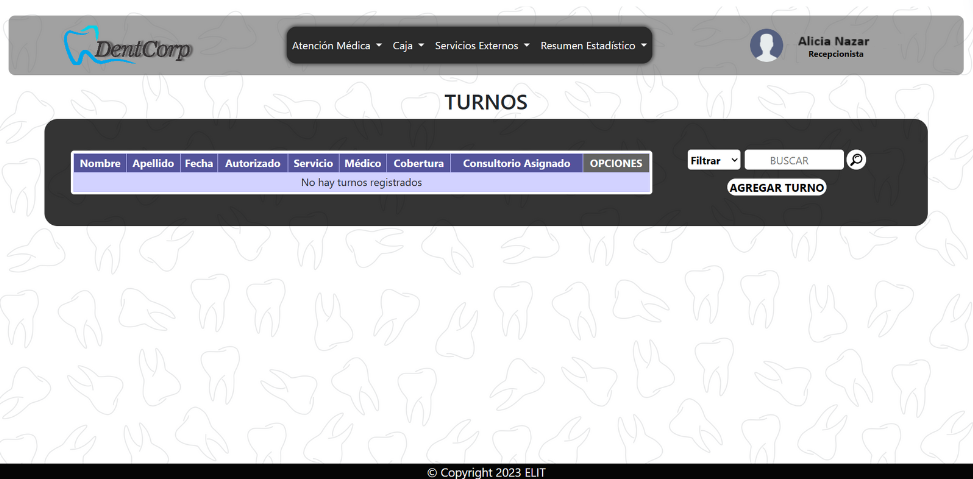 DentCorp
Atención Médica Caja Servicios Externos Resumen Estadístico
Alicia Nazar
Recepcionista
TURNOS
Nombre Apellido Fecha Autorizado Servicio Médico Cobertura Consultorio Asignado OPCIONES
No hay turnos registrados
Filtrar BUSCAR
AGREGAR TURNO
© Copyright 2023 ELIT